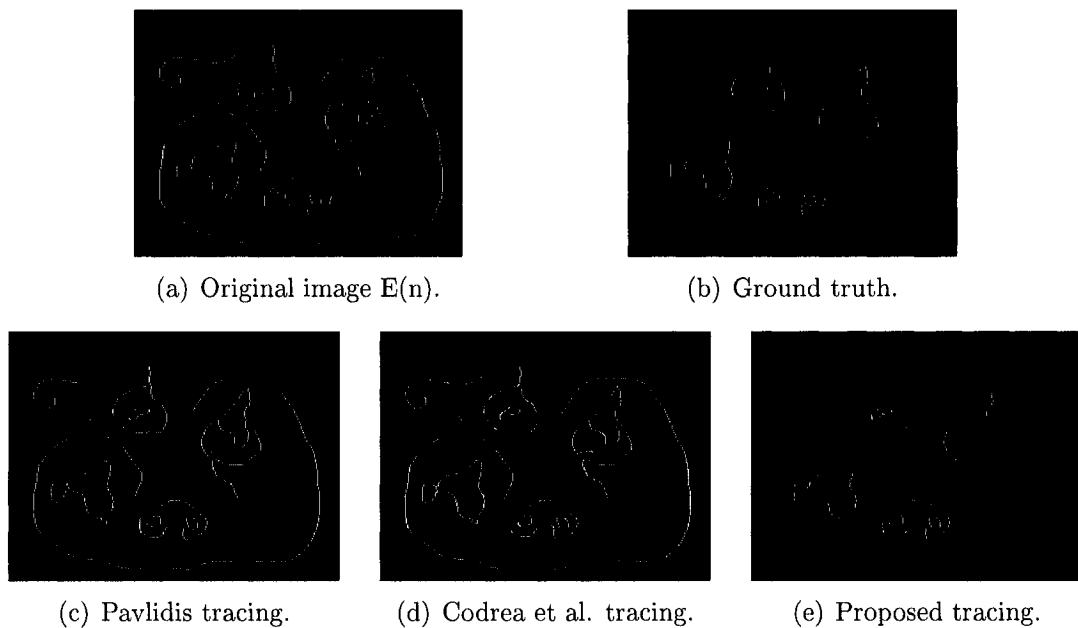 (a) Original image E(n).
(b) Ground truth.
(c) Pavlidis tracing.
(d) Codrea et al. tracing.
(e) Proposed tracing.